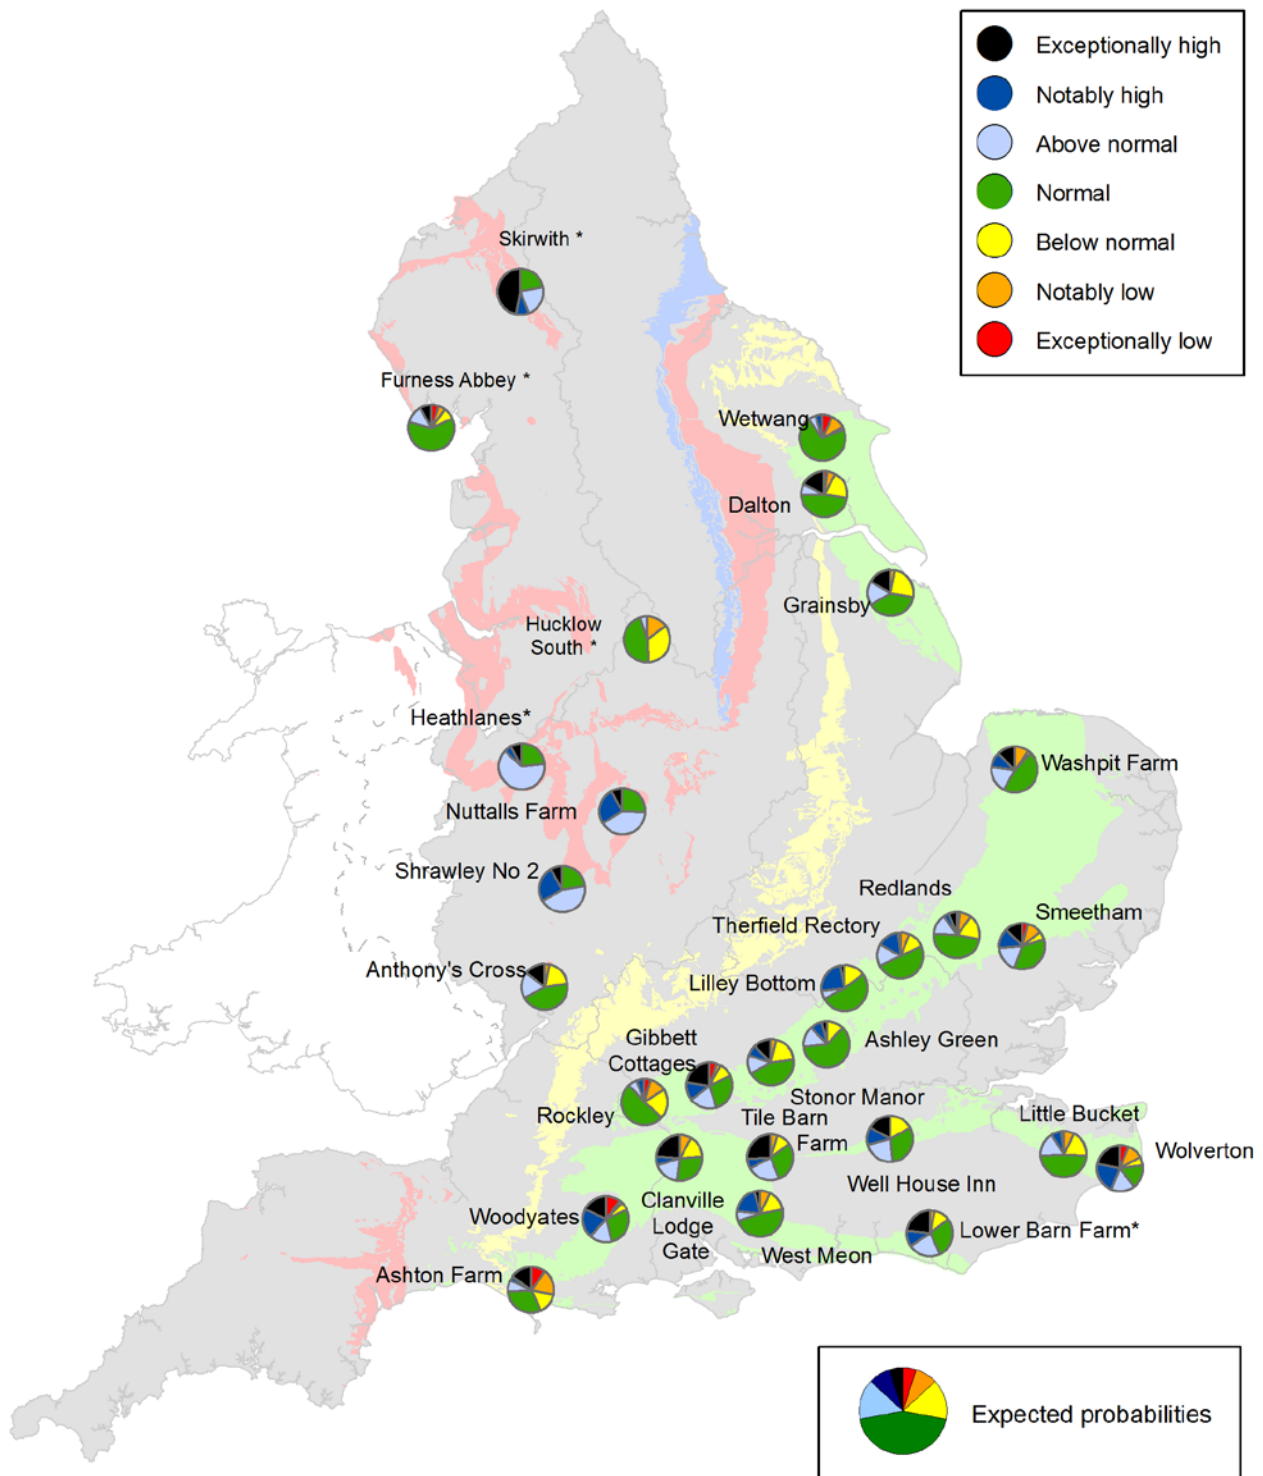 Exceptionally high
Notably high
Above normal
Normal
Below normal
Notably low
Exceptionally low
Skirwith *
Furness Abbey *
Wetwang
Dalton
Grainsby
Hucklow
South *
Heathlanes*
Nuttalls Farm
Washpit Farm
Shrawley No 2
Redlands
Smeetham
Therfield Rectory
Anthony's Cross
Lilley Bottom
Gibbett
Cottages
Ashley Green
Rockley
Stonor Manor
Tile Barn
Farm
Little Bucket
Wolverton
Well House Inn
Clanville
Lodge
Gate
Woodyates
Lower Barn Farm*
West Meon
Ashton Farm
Expected probabilities